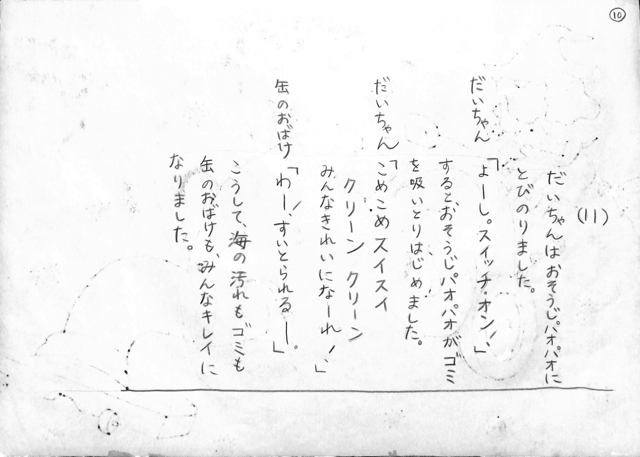 ⑩
(11)
だいちゃんはおそうじパオパオに
とびのりました。
だいちゃん「よーし。スイッチ・オン!」
すると、おそうじパオパオがゴミ
を吸いとりはじめました。
だいちゃん「こめこめスイスイ
クリーン クリーン
みんなきれいになーれ!」
缶のおばけ「わー、すいとられるー。」
こうして、海の汚れもゴミも
缶のおばけも、みんなキレイに
なりました。